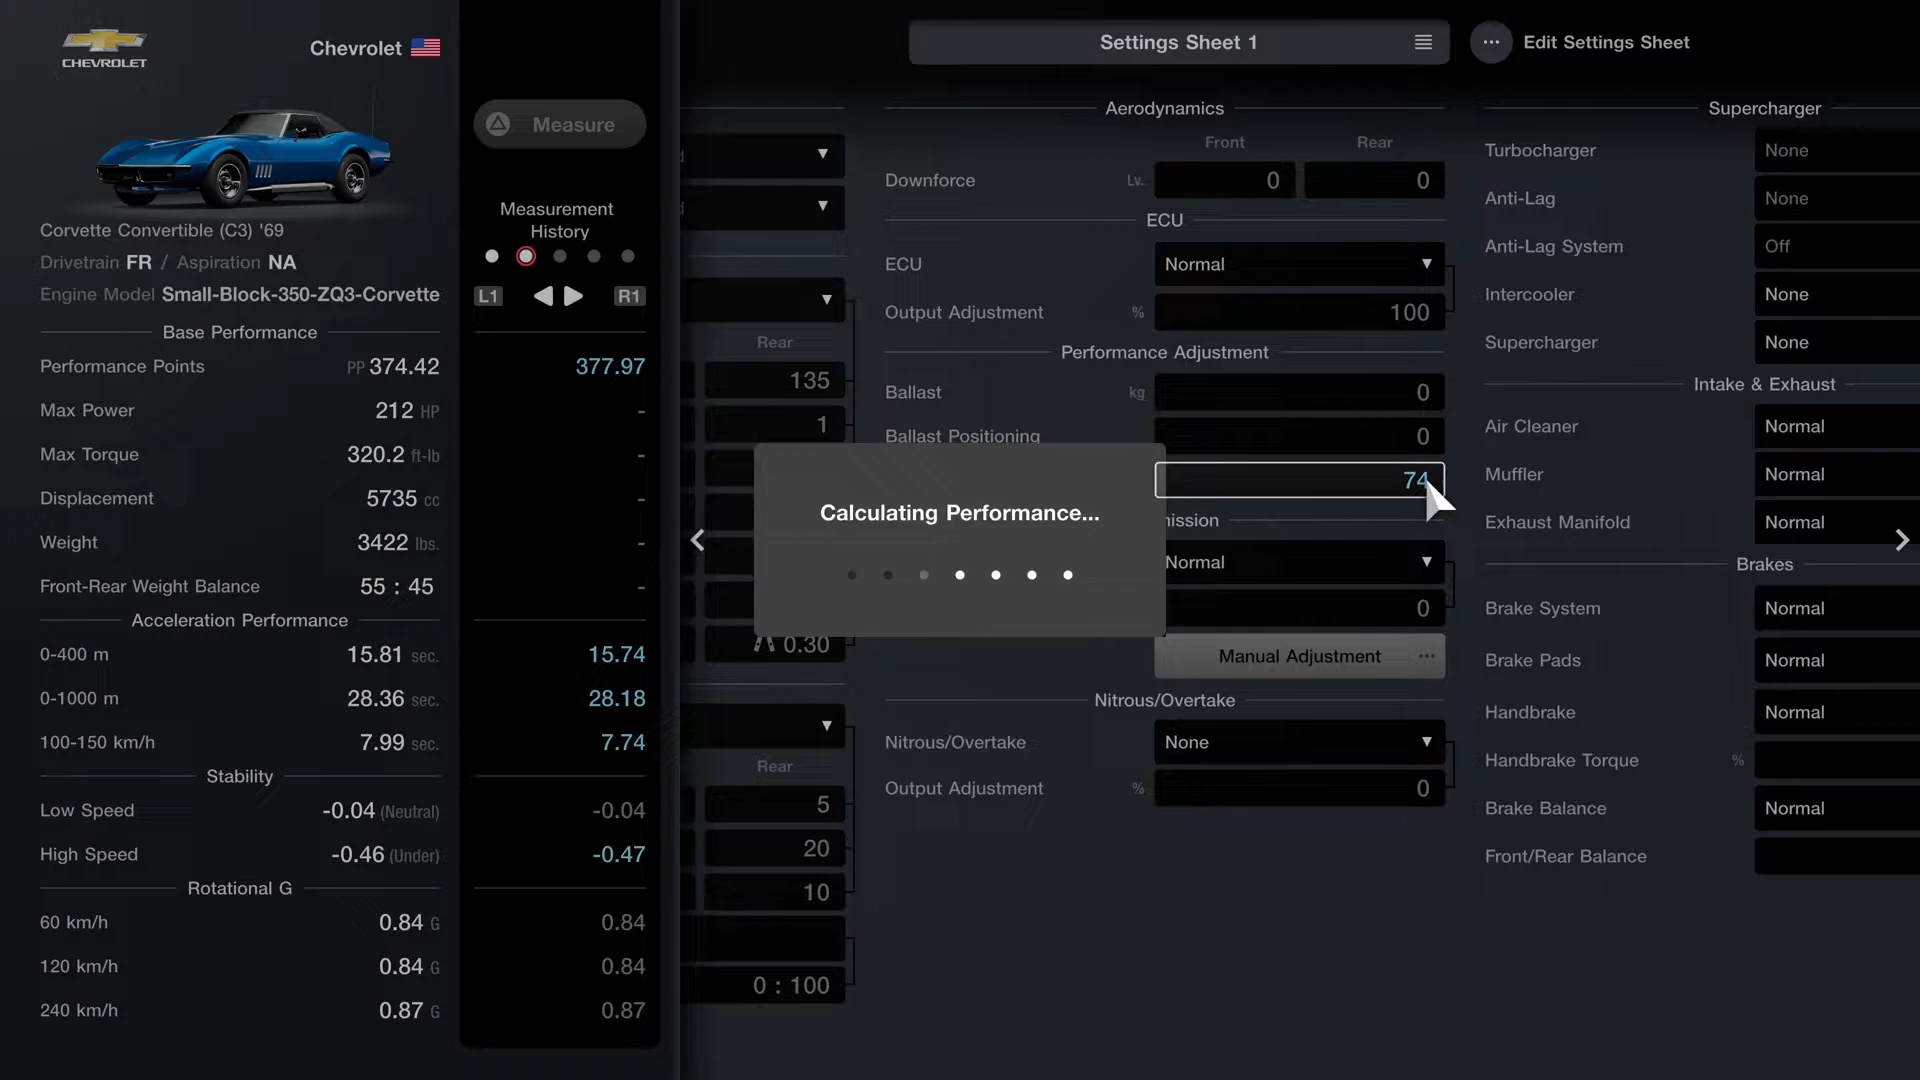 CHEVROLET
Chevrolet
Corvette Convertible (C3) '69
Drivetrain FR / Aspiration NA
Engine Model Small-Block-350-ZQ3-Corvette
Base Performance
Performance Points PP 374.42
Max Power 212 HP
Max Torque 320.2 ft-lb
Displacement 5735 cc
Weight 3422 lbs.
Front-Rear Weight Balance 55 : 45
Acceleration Performance
0-400 m 15.81 sec.
0-1000 m 28.36 sec.
100-150 km/h 7.99 sec.
Stability
Low Speed -0.04 (Neutral)
High Speed -0.46 (Under)
Rotational G
60 km/h 0.84 G
120 km/h 0.84 G
240 km/h 0.87 G
Measure
Measurement
History
L1 R1
377.97
-
-
-
-
-
15.74
28.18
7.74
-0.04
-0.47
0.84
0.84
0.87
Settings Sheet 1
Edit Settings Sheet
Rear
135
1
0.30
Rear
5
20
10
0 : 100
Aerodynamics
Front Rear
Downforce Lv. 0 0
ECU
ECU Normal
Output Adjustment % 100
Performance Adjustment
Ballast kg 0
Ballast Positioning 0
74
Calculating Performance...
mission
Normal
0
Manual Adjustment
Nitrous/Overtake
Nitrous/Overtake None
Output Adjustment % 0
Supercharger
Turbocharger None
Anti-Lag None
Anti-Lag System Off
Intercooler None
Supercharger None
Intake & Exhaust
Air Cleaner Normal
Muffler Normal
Exhaust Manifold Normal
Brakes
Brake System Normal
Brake Pads Normal
Handbrake Normal
Handbrake Torque %
Brake Balance Normal
Front/Rear Balance